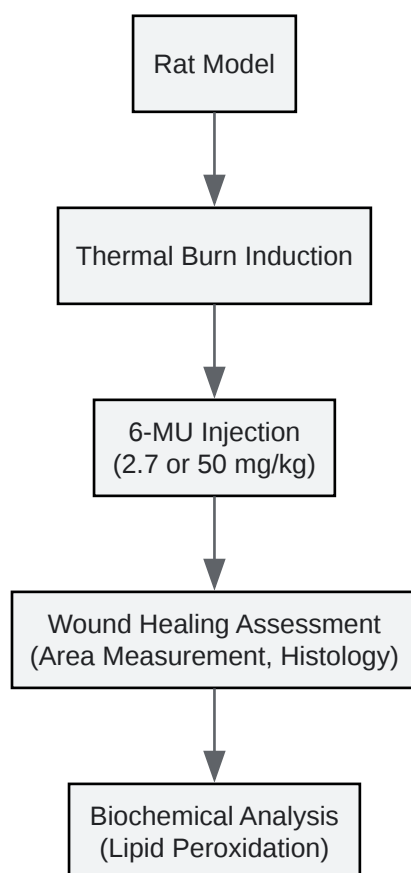 Rat Model
Thermal Burn Induction
6-MU Injection
(2.7 or 50 mg/kg)
Wound Healing Assessment
(Area Measurement, Histology)
Biochemical Analysis
(Lipid Peroxidation)